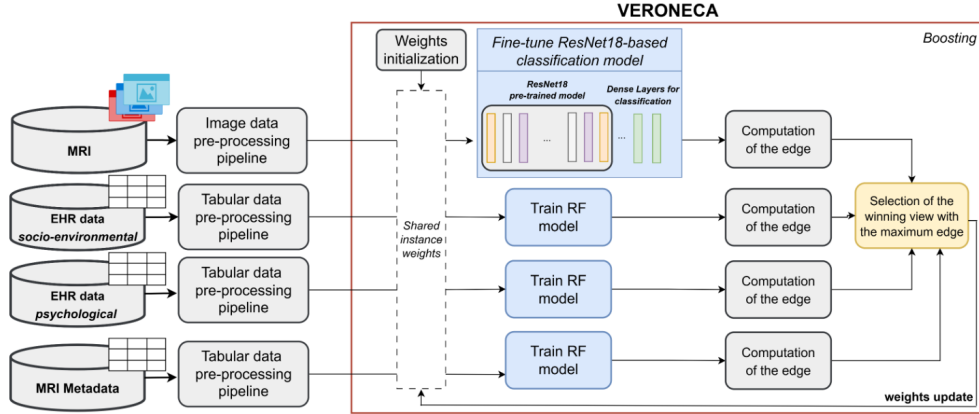 VERONECA
Boosting
Weights
initialization
Fine-tune ResNet18-based
classification model
ResNet18
pre-trained model
Dense Layers for
classification
...
...
MRI
Image data
pre-processing
pipeline
Computation
of the edge
EHR data
socio-environmental
Tabular data
pre-processing
pipeline
Shared
instance
weights
Train RF
model
Computation
of the edge
Selection of the
winning view with
the maximum edge
EHR data
psychological
Tabular data
pre-processing
pipeline
Train RF
model
Computation
of the edge
MRI Metadata
Tabular data
pre-processing
pipeline
Train RF
model
Computation
of the edge
weights update